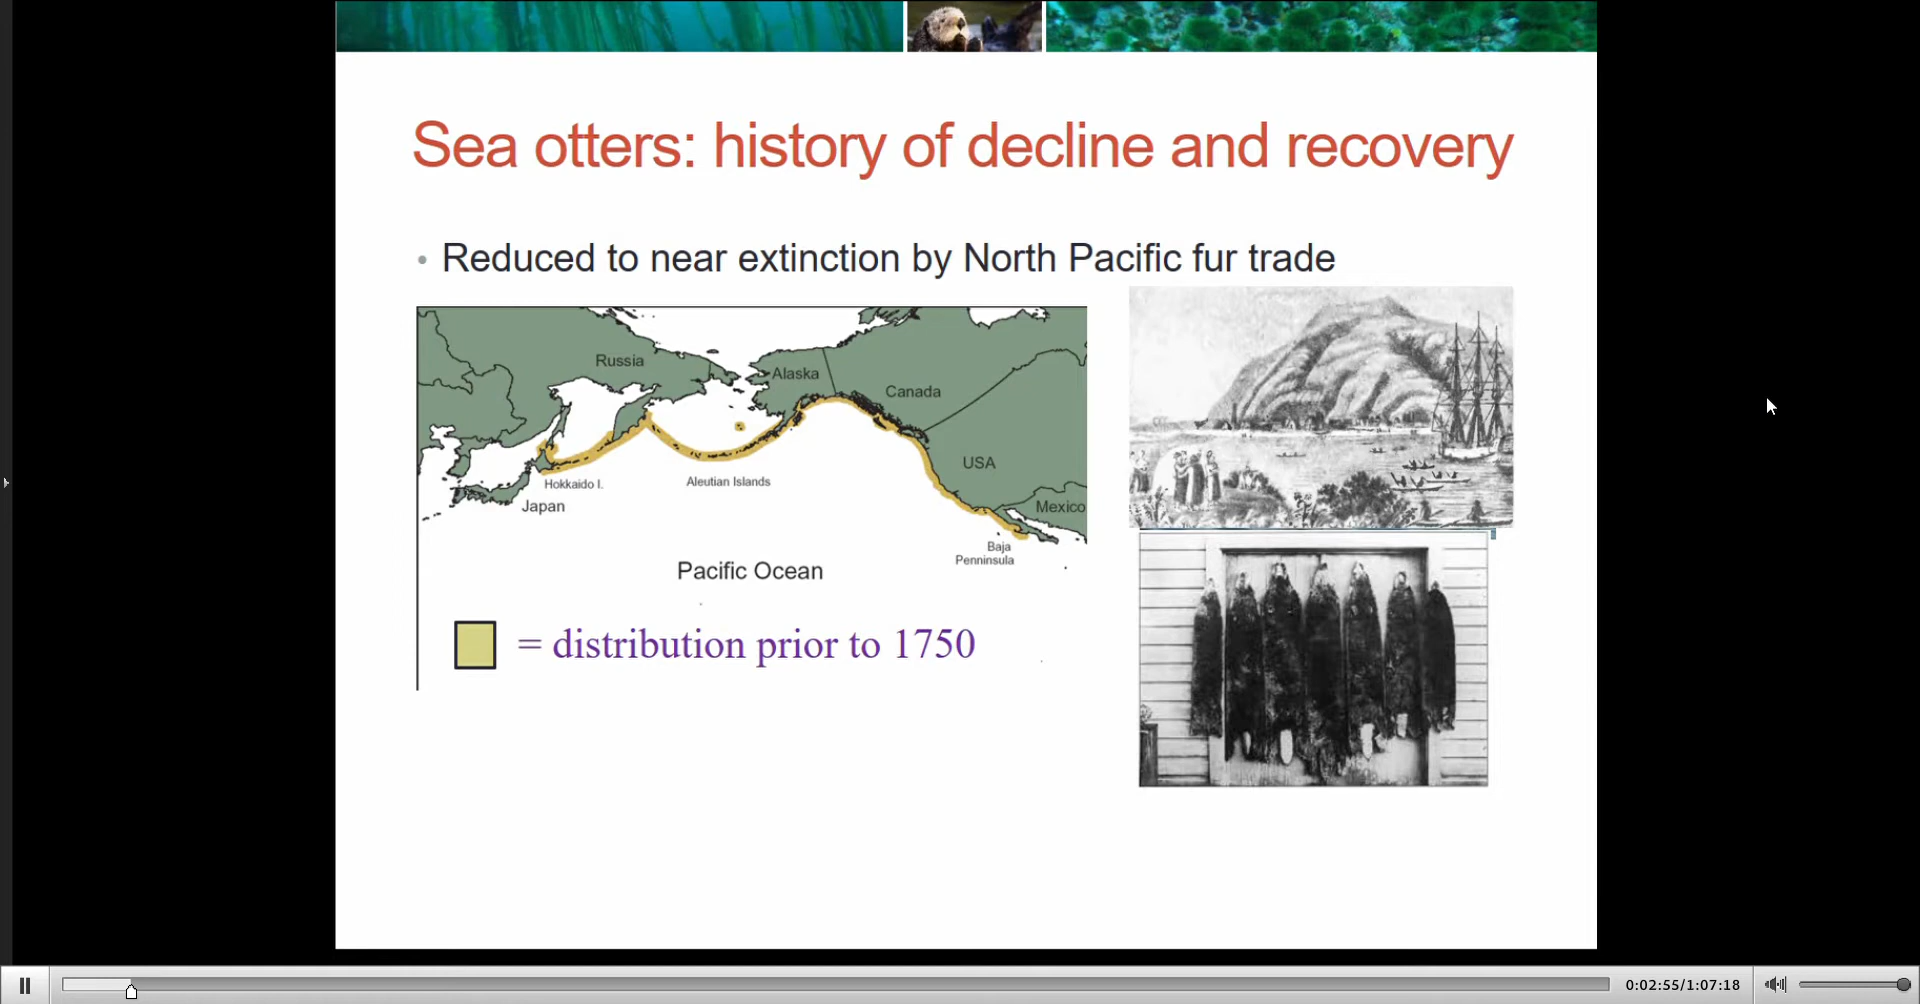 Sea otters: history of decline and recovery
• Reduced to near extinction by North Pacific fur trade
Russia
Alaska
Canada
USA
Hokkaido I.
Aleutian Islands
Japan
Mexico
Baja
Penninsula
Pacific Ocean
= distribution prior to 1750
0:02:55/1:07:18